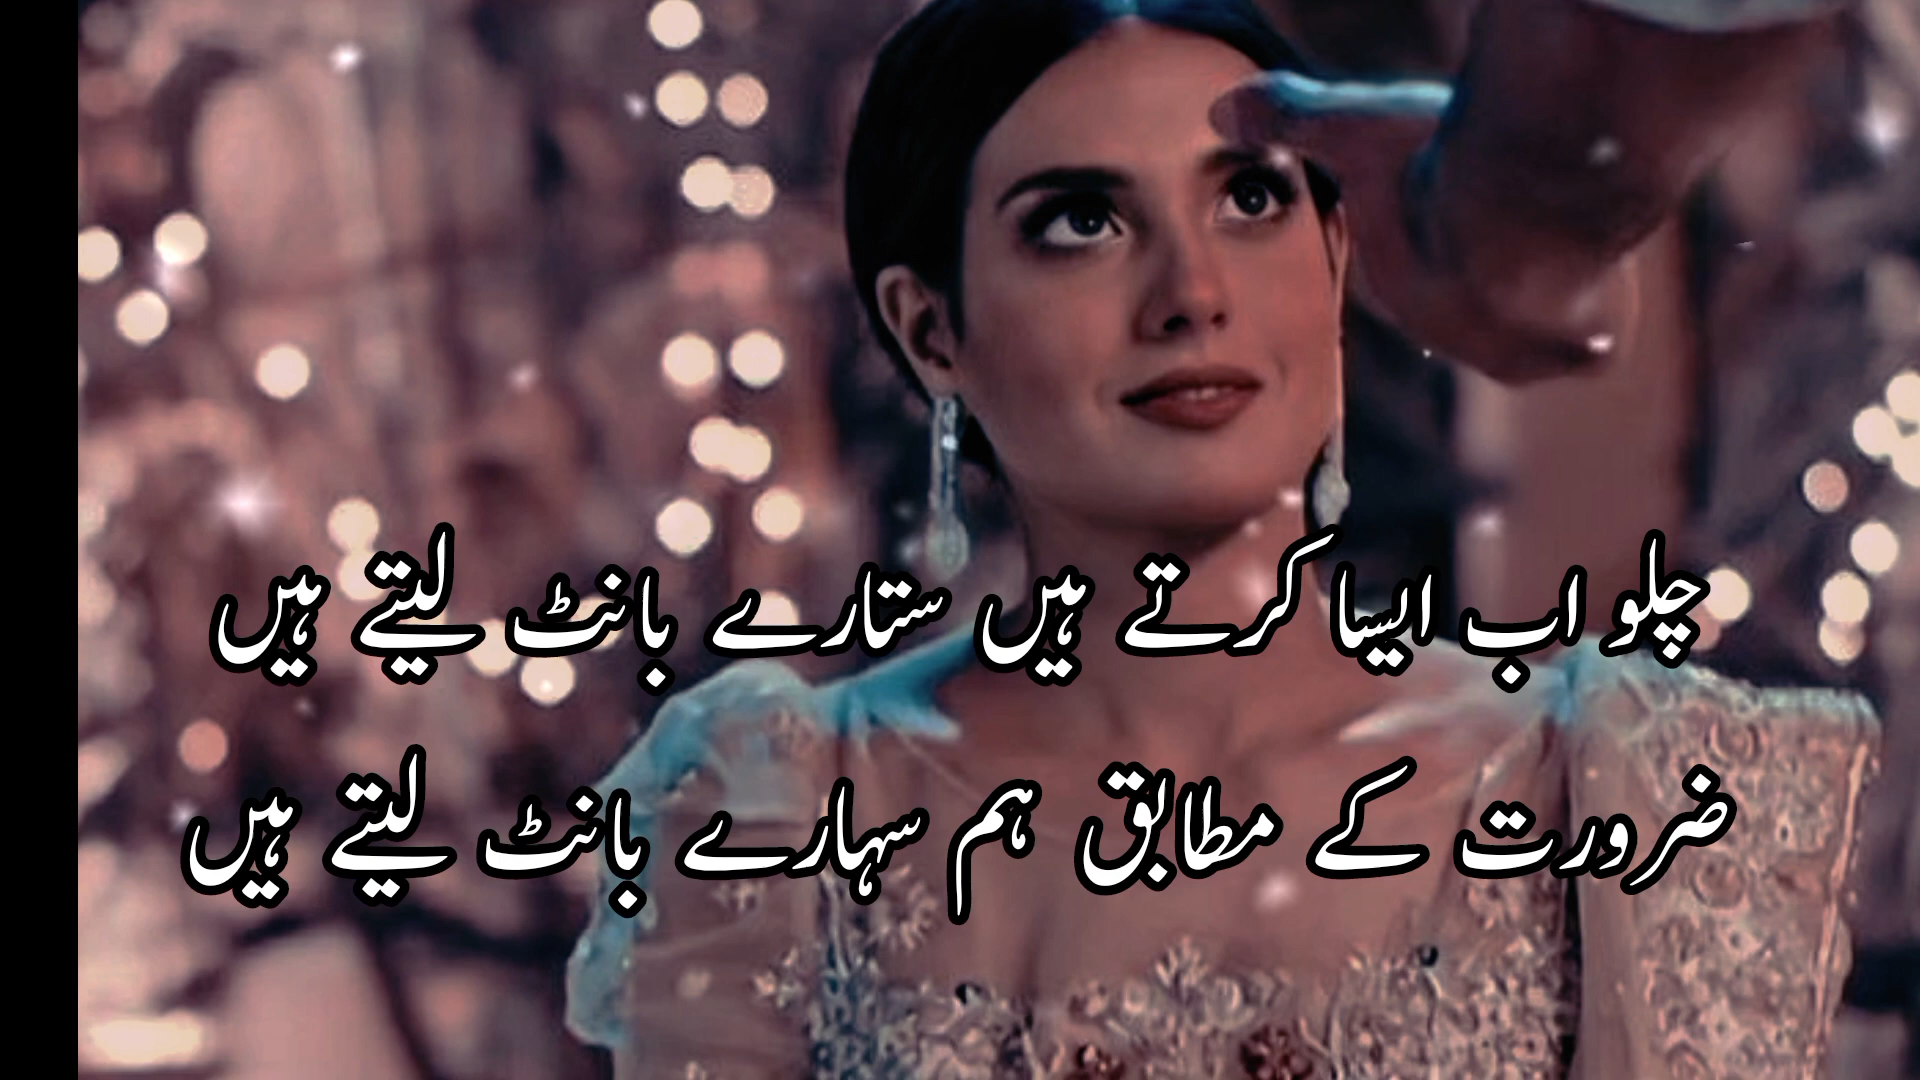 چلو اب ایسا کرتے ہیں ستارے بانٹ لیتے ہیں
ضرورت کے مطابق ہم سہارے بانٹ لیتے ہیں